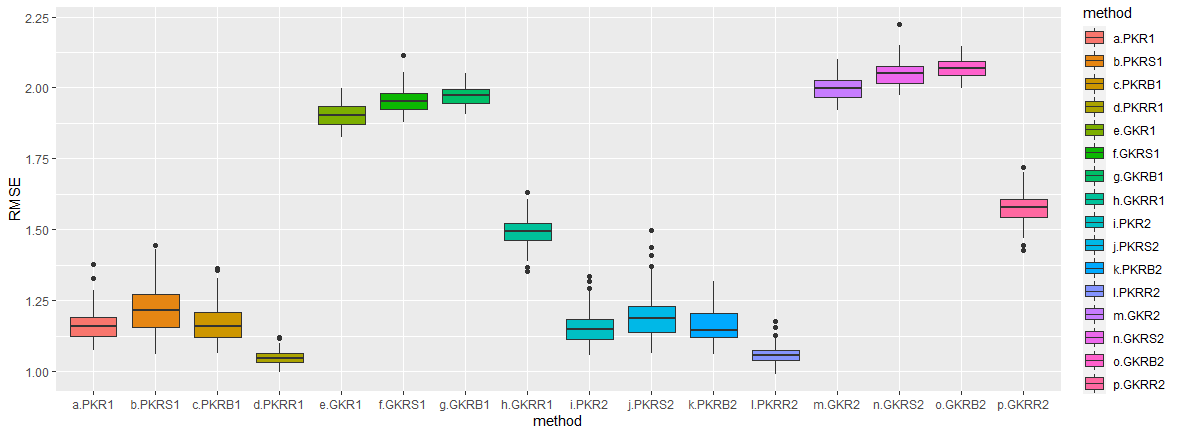 2.25
2.00
1.75
1.50
1.25
1.00
RMSE
a.PKR1 b.PKRS1 c.PKRB1 d.PKRR1 e.GKR1 f.GKRS1 g.GKRB1 h.GKRR1 i.PKR2 j.PKRS2 k.PKRB2 l.PKRR2 m.GKR2 n.GKRS2 o.GKRB2 p.GKRR2
method
method
a.PKR1
b.PKRS1
c.PKRB1
d.PKRR1
e.GKR1
f.GKRS1
g.GKRB1
h.GKRR1
i.PKR2
j.PKRS2
k.PKRB2
l.PKRR2
m.GKR2
n.GKRS2
o.GKRB2
p.GKRR2